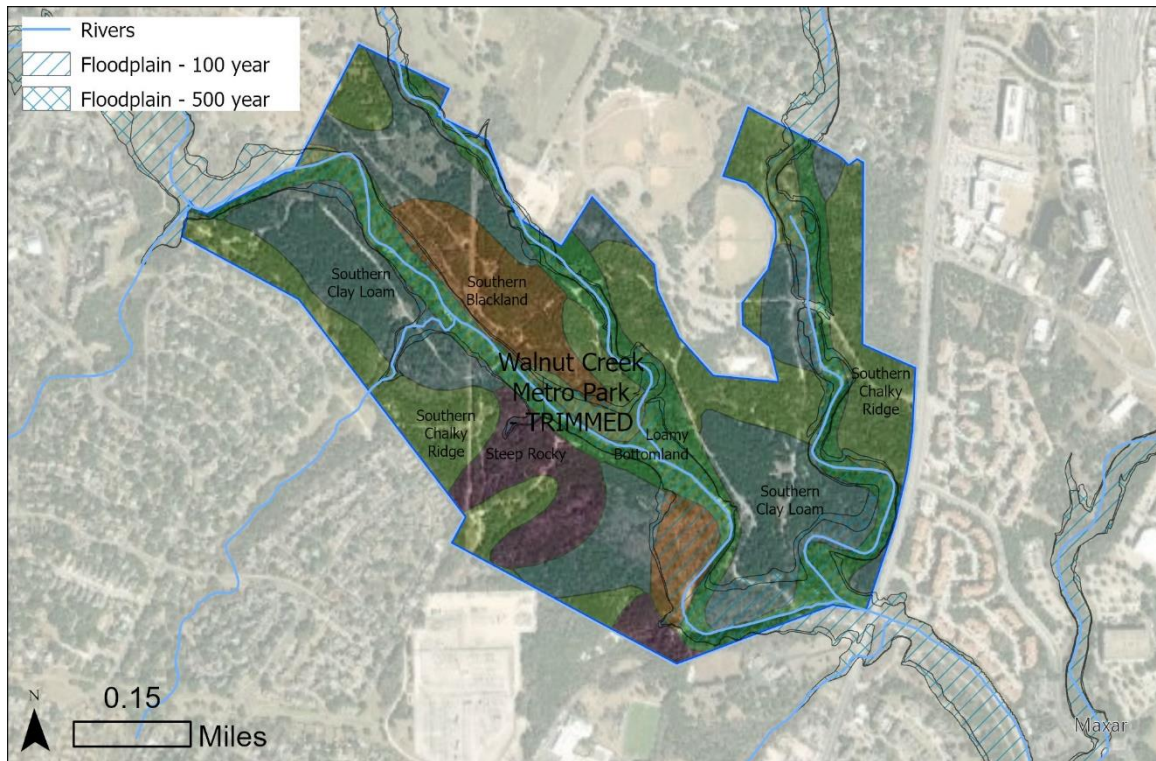 Rivers
Floodplain - 100 year
Floodplain - 500 year
Southern
Clay Loam
Southern
Blackland
Walnut Creek
Metro Park
TRIMMED
Southern
Chalky
Ridge
Southern
Chalky
Ridge
Steep Rocky
Loamy
Bottomland
Southern
Clay Loam
N
0.15
Miles
Maxar